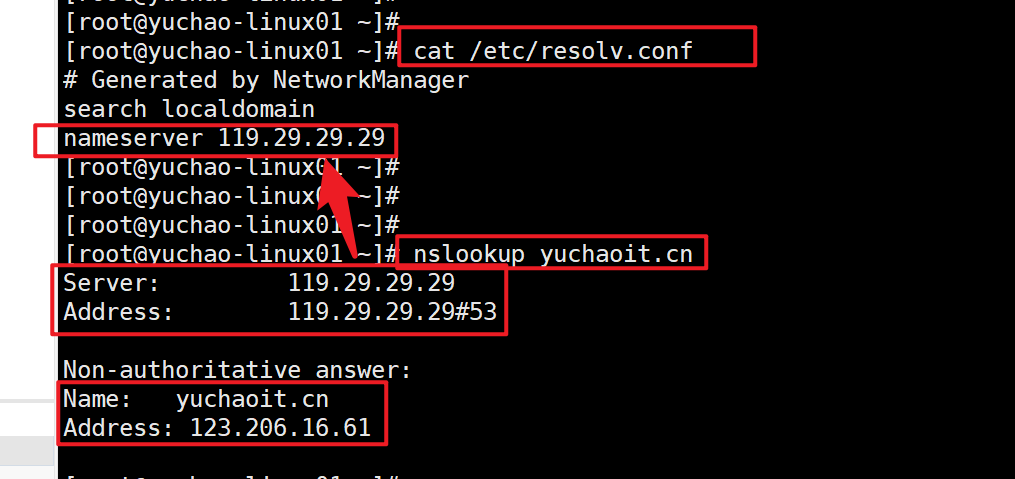 [root@yuchao-linux01 ~]#
[root@yuchao-linux01 ~]# cat /etc/resolv.conf
# Generated by NetworkManager
search localdomain
nameserver 119.29.29.29
[root@yuchao-linux01 ~]#
[root@yuchao-linux01 ~]#
[root@yuchao-linux01 ~]#
[root@yuchao-linux01 ~]# nslookup yuchaoit.cn
Server: 119.29.29.29
Address: 119.29.29.29#53
Non-authoritative answer:
Name: yuchaoit.cn
Address: 123.206.16.61